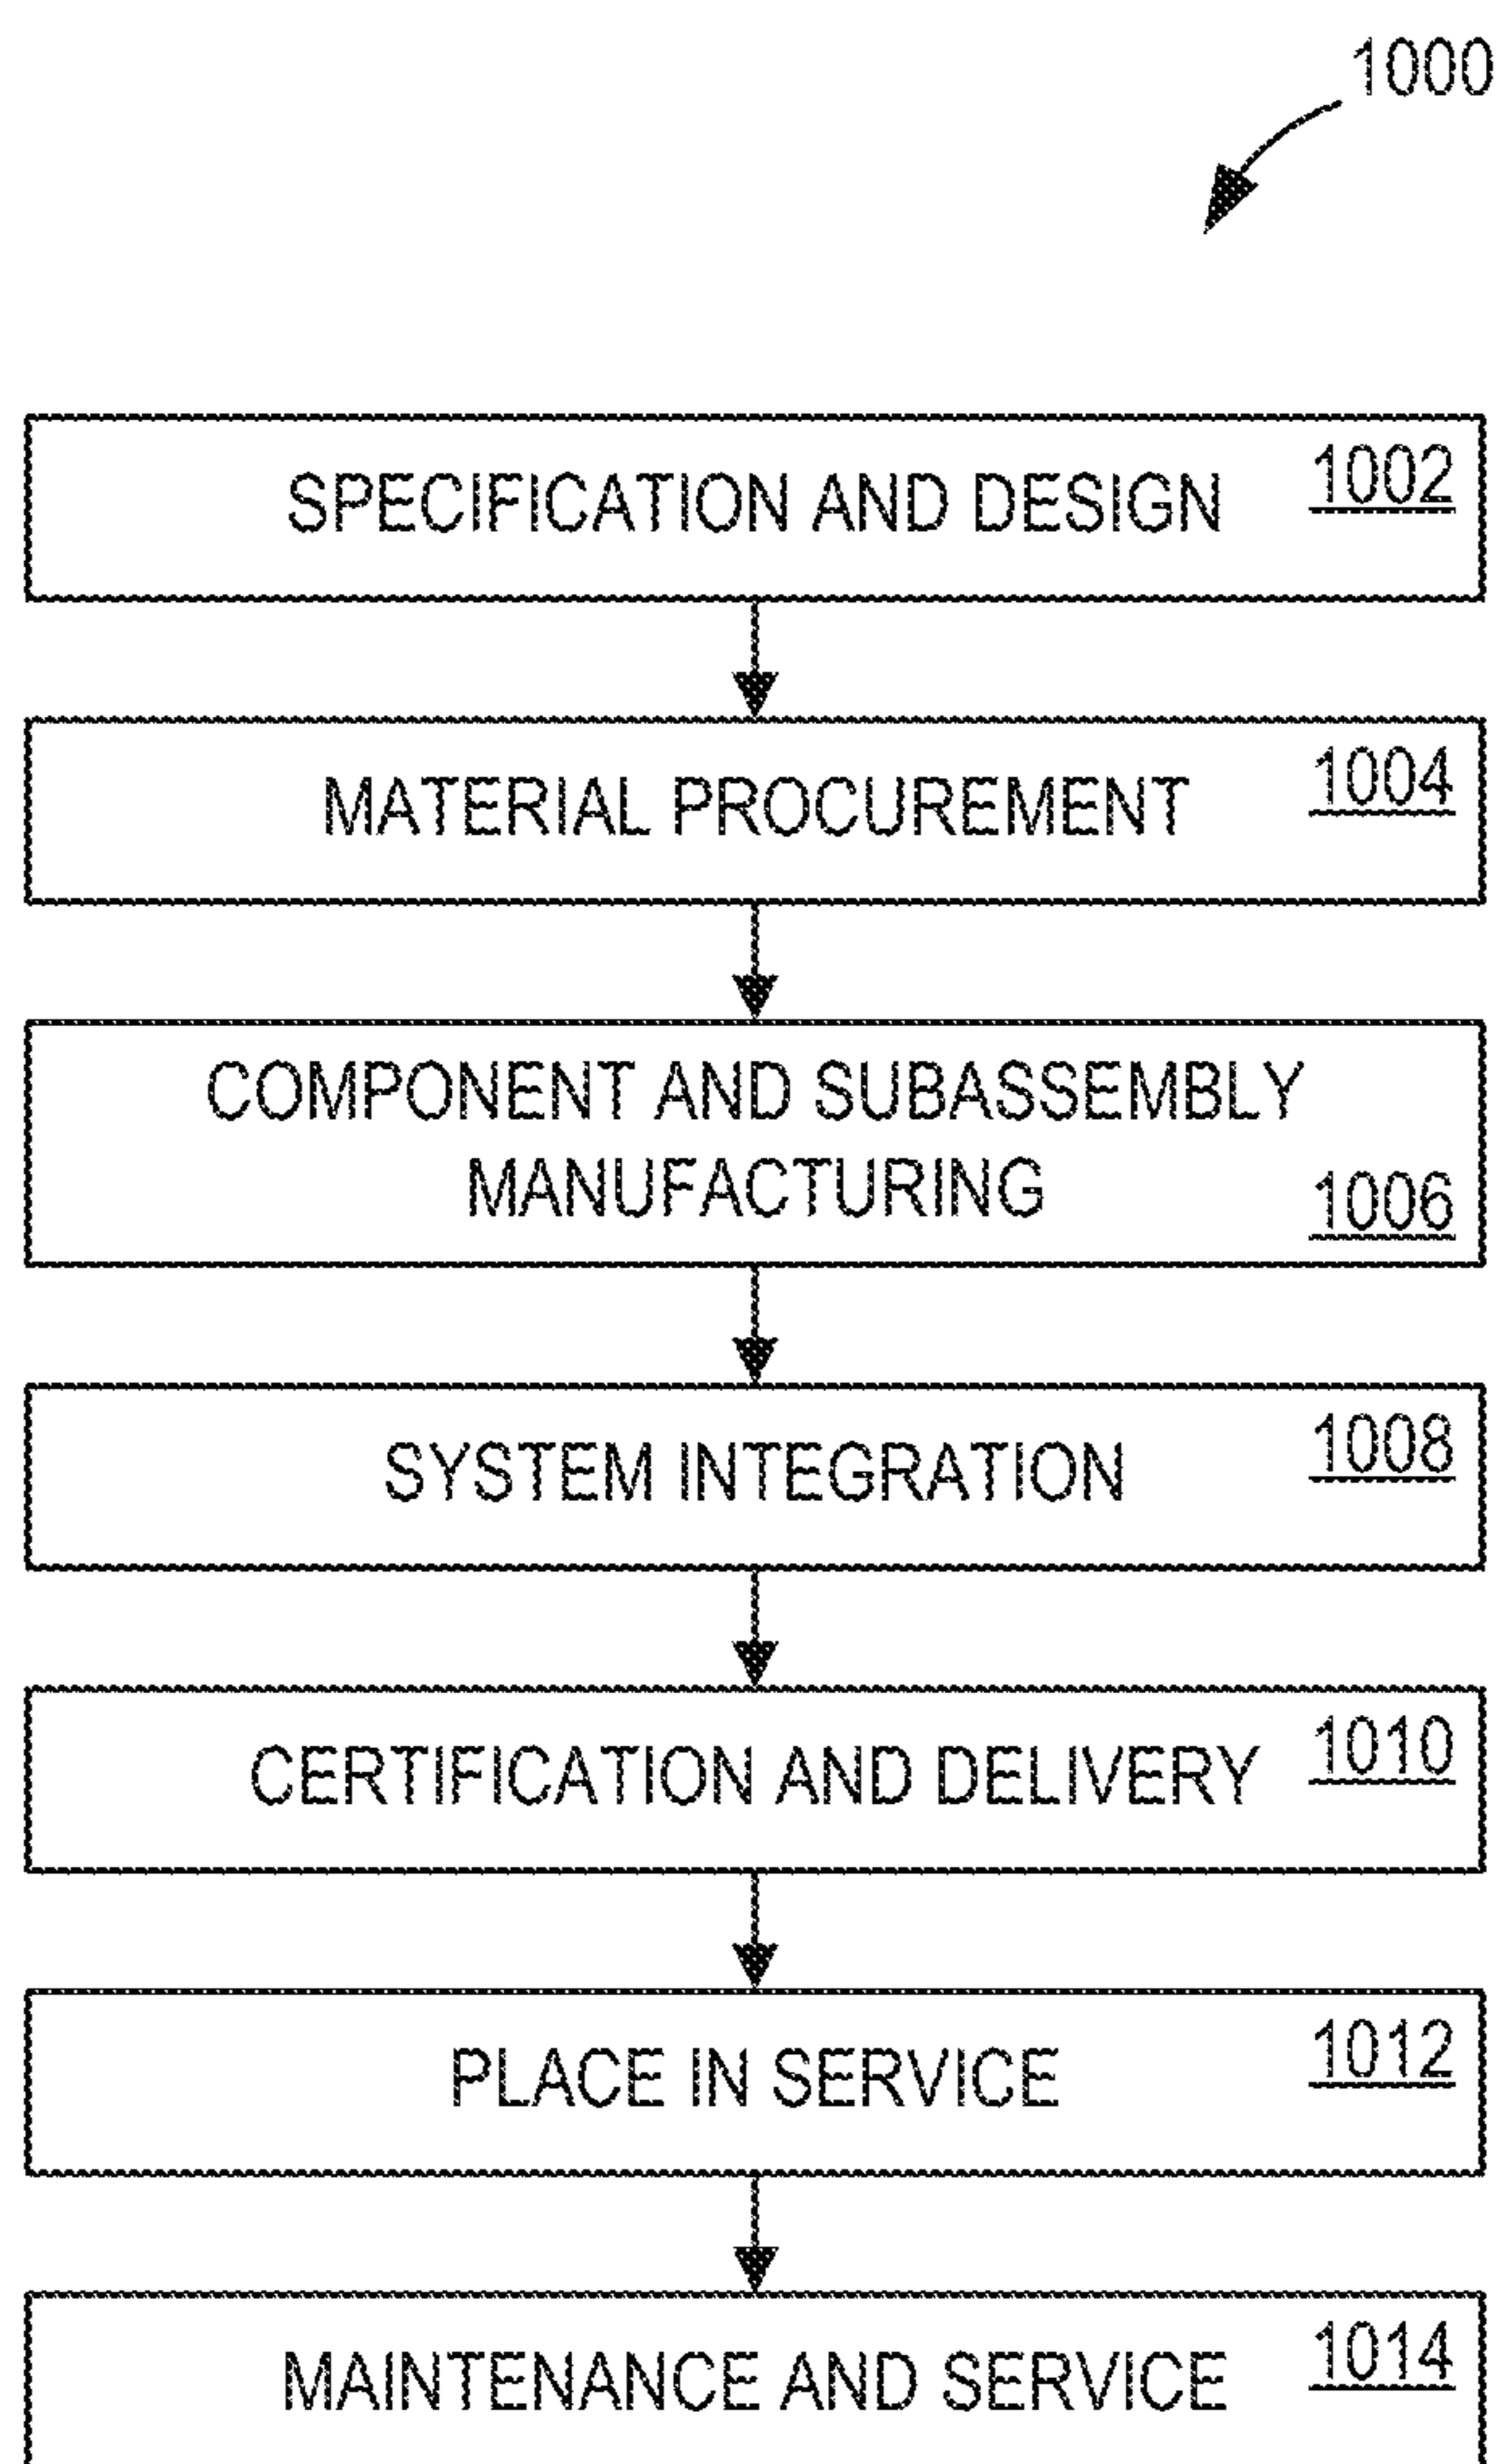 1000
SPECIFICATION AND DESIGN 1002
MATERIAL PROCUREMENT 1004
COMPONENT AND SUBASSEMBLY
MANUFACTURING 1006
SYSTEM INTEGRATION 1008
CERTIFICATION AND DELIVERY 1010
PLACE IN SERVICE 1012
MAINTENANCE AND SERVICE 1014